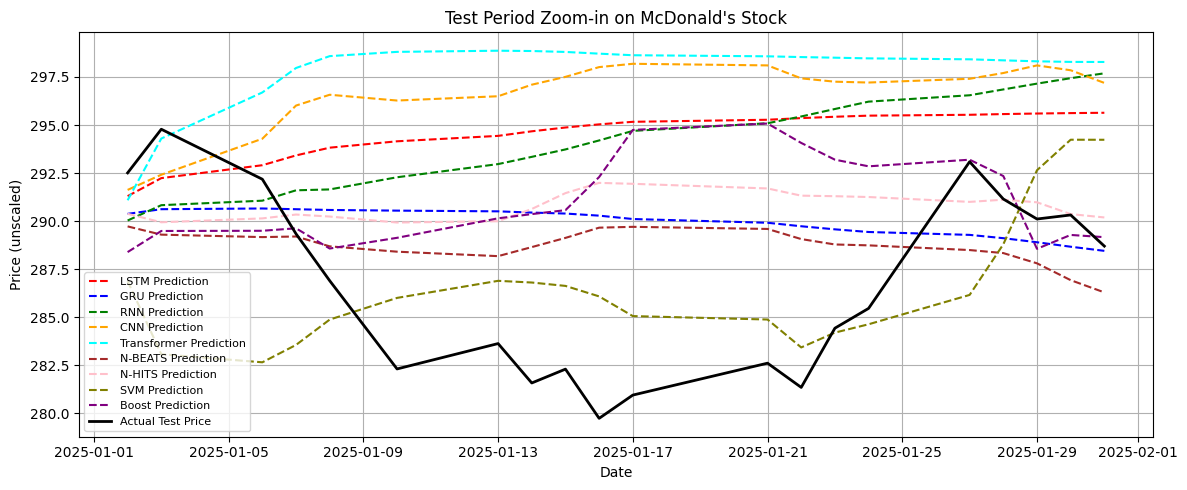 Test Period Zoom-in on McDonald's Stock
Price (unscaled)
297.5
295.0
292.5
290.0
287.5
285.0
282.5
280.0
LSTM Prediction
GRU Prediction
RNN Prediction
CNN Prediction
Transformer Prediction
N-BEATS Prediction
N-HITS Prediction
SVM Prediction
Boost Prediction
Actual Test Price
2025-01-01 2025-01-05 2025-01-09 2025-01-13 2025-01-17 2025-01-21 2025-01-25 2025-01-29 2025-02-01
Date